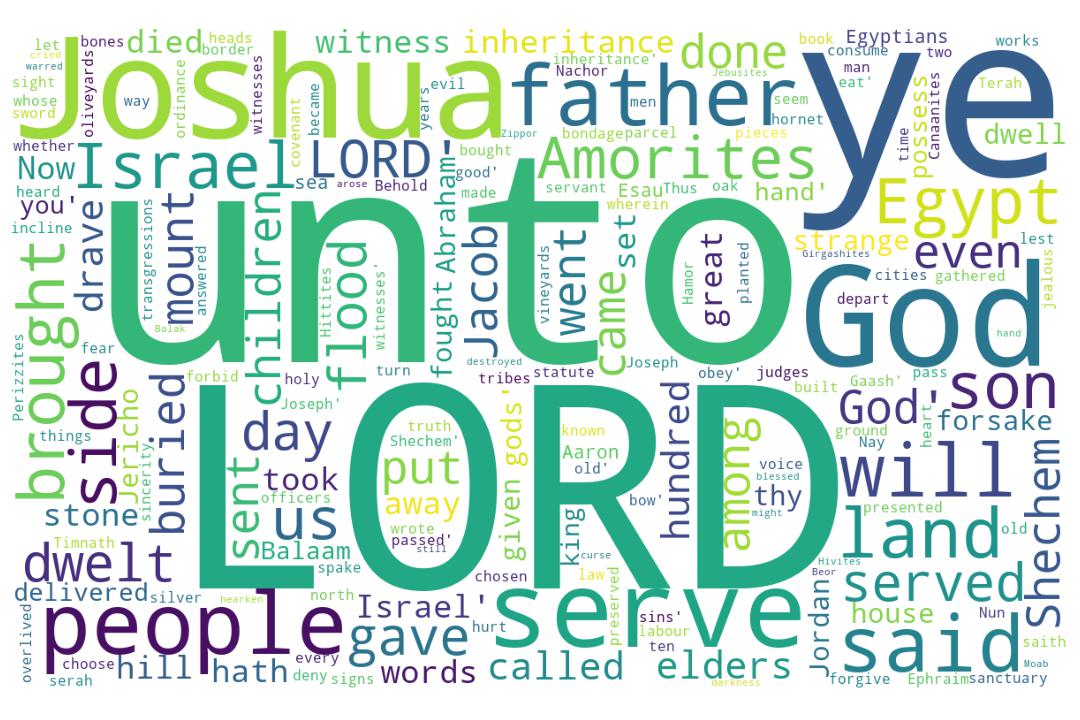 let
cried
warred
bones
died
heads
border
witness
inheritance
inheritance'
done
book
Egyptians
consume
two
works
sight
whose
sword
Joshua
way
oliveyards
ordinance
witnesses
covenant
became
years
evil
Nachor
father
men
Jebusites
seem
hornet
man
eat'
ye
Terah
time
Canaanites
possess
dwell
whether
Now
heard
you'
incline
Israel
LORD'
sea
arose
Behold
Zippor
bondage
parcel
pieces
bought
good'
made
Amorites
servant
Esau
Thus
oak
hand'
wherein
Egypt
strange
Girgashites
even
lest
jealous
brought
drave
transgressions
mount
answered
Balak
children
unto
Hittites
flood
witnesses'
fought
Abraham
Jacob
destroyed
vineyards
went
came
set
Hamor
great
planted
God
cities
gathered
depart
hand
Perizzites
fear
side
things
Jericho
sincerity
buried
forbid
holy
Joseph'
turn
tribes
statute
Joseph
obey'
judges
built
Gaash'
pass
God'
son
forsake
ground
Nay
heart
day
took
sent
officers
us
LORD
truth
Shechem'
put
away
wrote
passed'
still
given
gods'
known
Aaron
old'
bow'
king
hundred
among
voice
blessed
thy
might
will
presented
land
old
Shechem
stone
Timnath
dwelt
Balaam
spake
delivered
silver
hearken
north
chosen
curse
law
preserved
sins'
labour
ten
Hivites
Beor
served
house
Nun
Jordan
said
saith
Moab
overlived
people
choose
serah
hill
hath
every
deny
signs
Israel'
gave
hurt
words
serve
called
elders
darkness
forgive
Ephraim
sanctuary